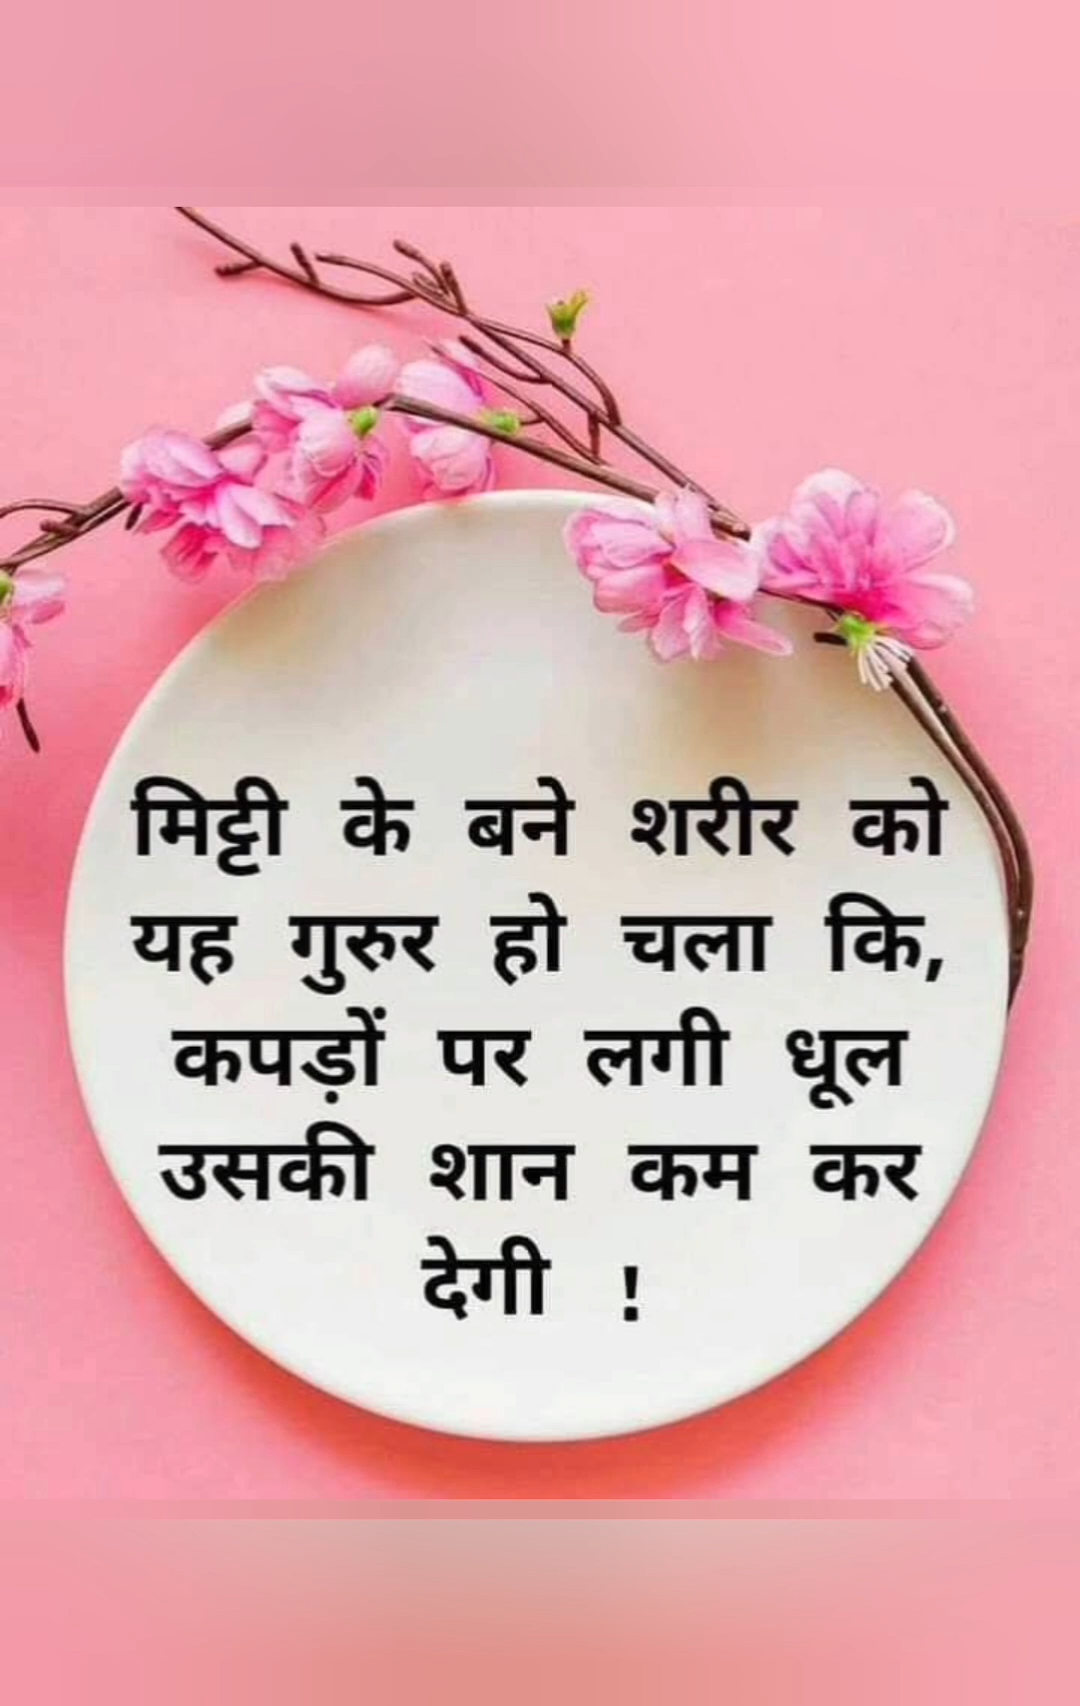 मिट्टी के बने शरीर को
यह गुरुर हो चला कि,
कपड़ों पर लगी धूल
उसकी शान कम कर
देगी !